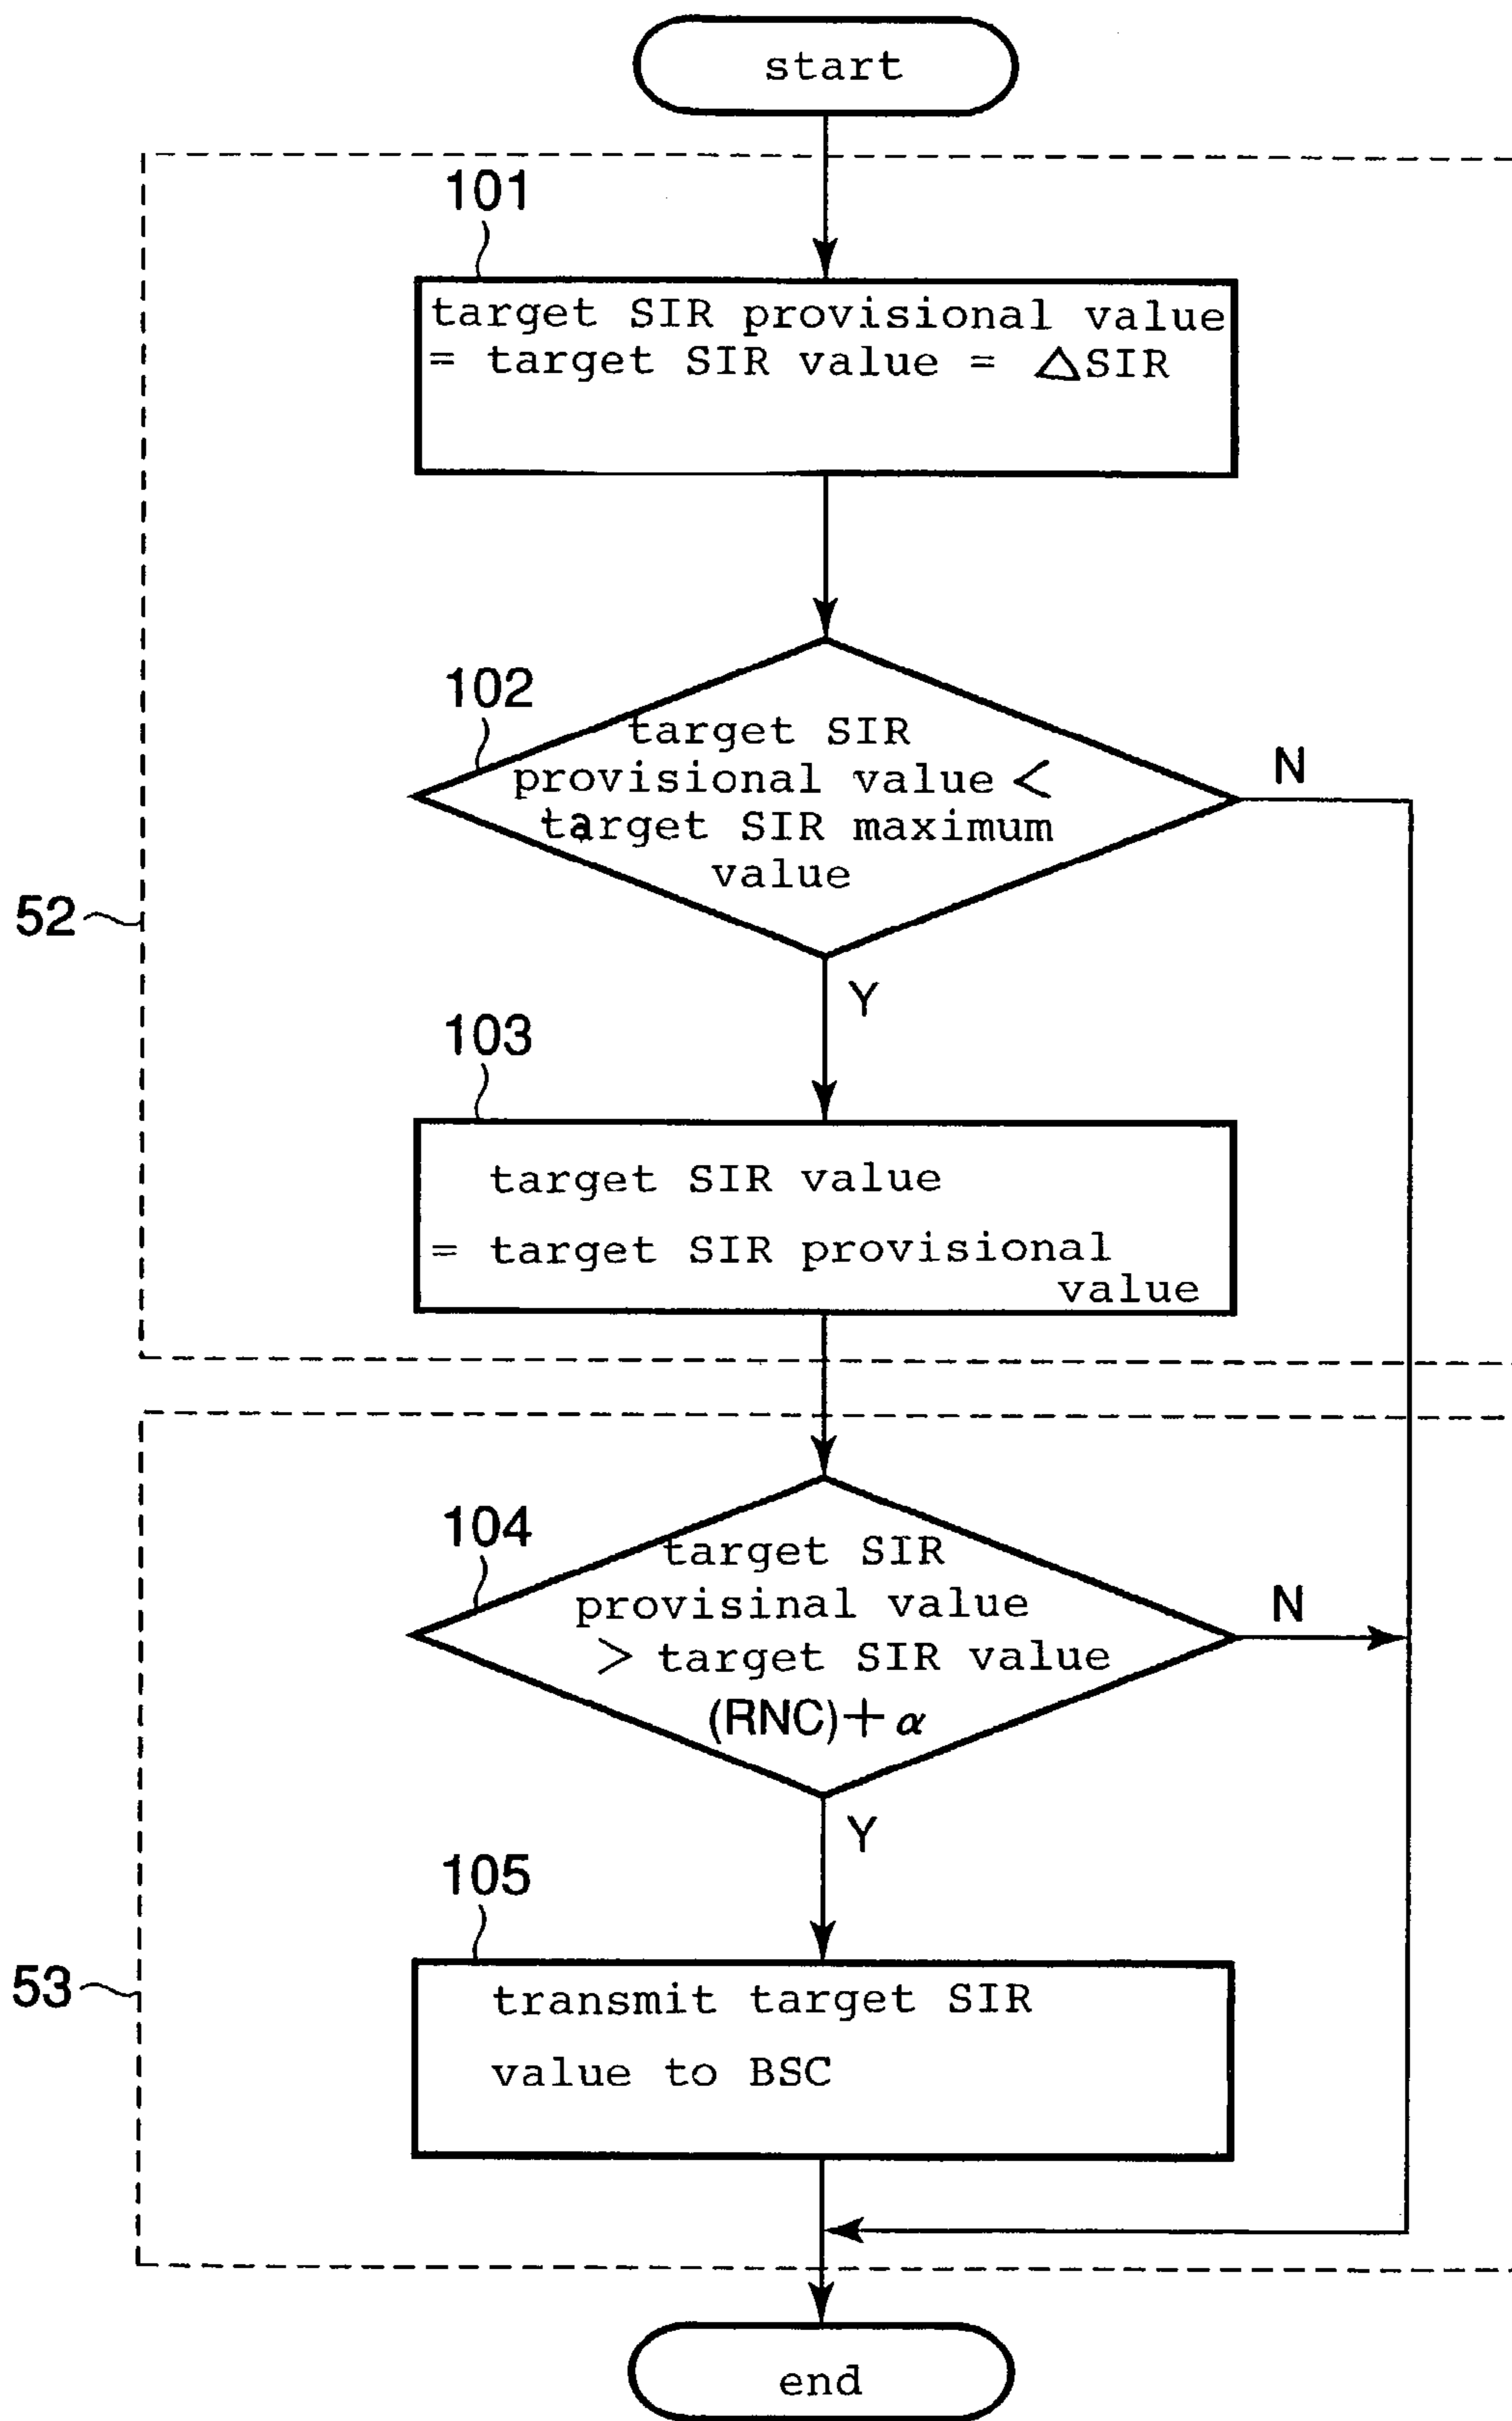 start
101
target SIR provisional value
= target SIR value = △SIR
102
target SIR
provisional value <
target SIR maximum
value
N
52
Y
103
target SIR value
= target SIR provisional
value
104
target SIR
provisinal value
> target SIR value
(RNC)+ α
N
Y
105
53
transmit target SIR
value to BSC
end